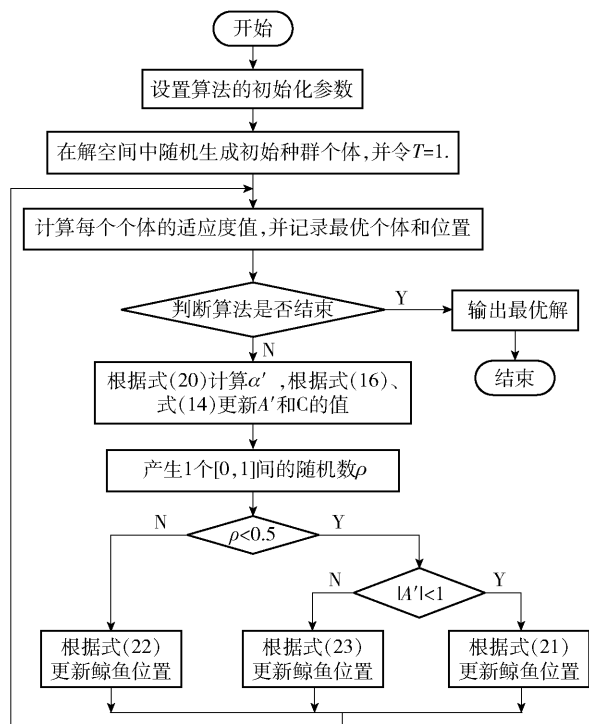 开始
设置算法的初始化参数
在解空间中随机生成初始种群个体,并令T=1.
计算每个个体的适应度值,并记录最优个体和位置
判断算法是否结束
Y
输出最优解
结束
N
根据式(20)计算α′ ,根据式(16)、
式(14)更新A′和C的值
产生1个[0,1]间的随机数ρ
N
ρ<0.5
Y
N
|A′|<1
Y
根据式(22)
更新鲸鱼位置
根据式(23)
更新鲸鱼位置
根据式(21)
更新鲸鱼位置